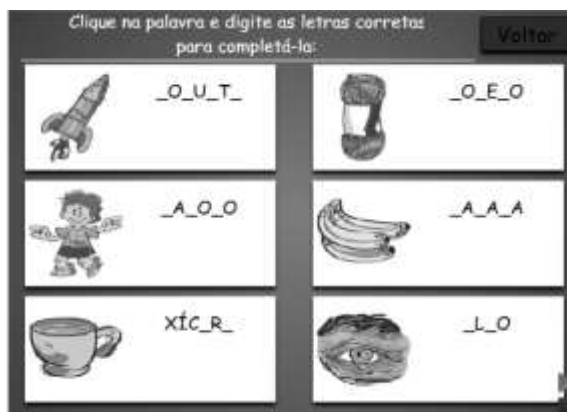 Clique na palavra e digite as letras corretas
para completá-la:
Voltar
_O_U_T_
_O_E_O
_A_O_O
_A_A_A
XÍC_R_
_L_O